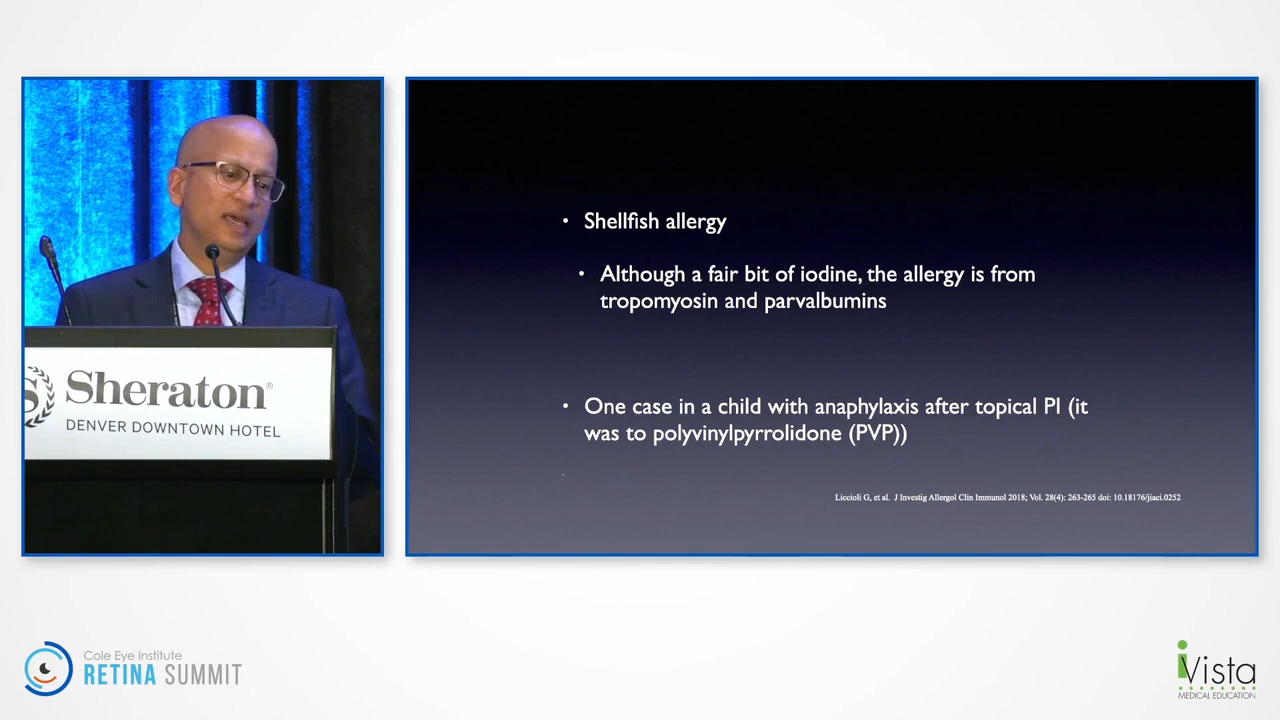 Sheraton®
DENVER DOWNTOWN HOTEL
• Shellfish allergy
• Although a fair bit of iodine, the allergy is from
tropomyosin and parvalbumins
• One case in a child with anaphylaxis after topical PI (it
was to polyvinylpyrrolidone (PVP))
Liccioli G, et al. J Investig Allergol Clin Immunol 2018; Vol. 28(4): 263-265 doi: 10.18176/jiaci.0252
Cole Eye Institute
RETINA SUMMIT
iVista
MEDICAL EDUCATION